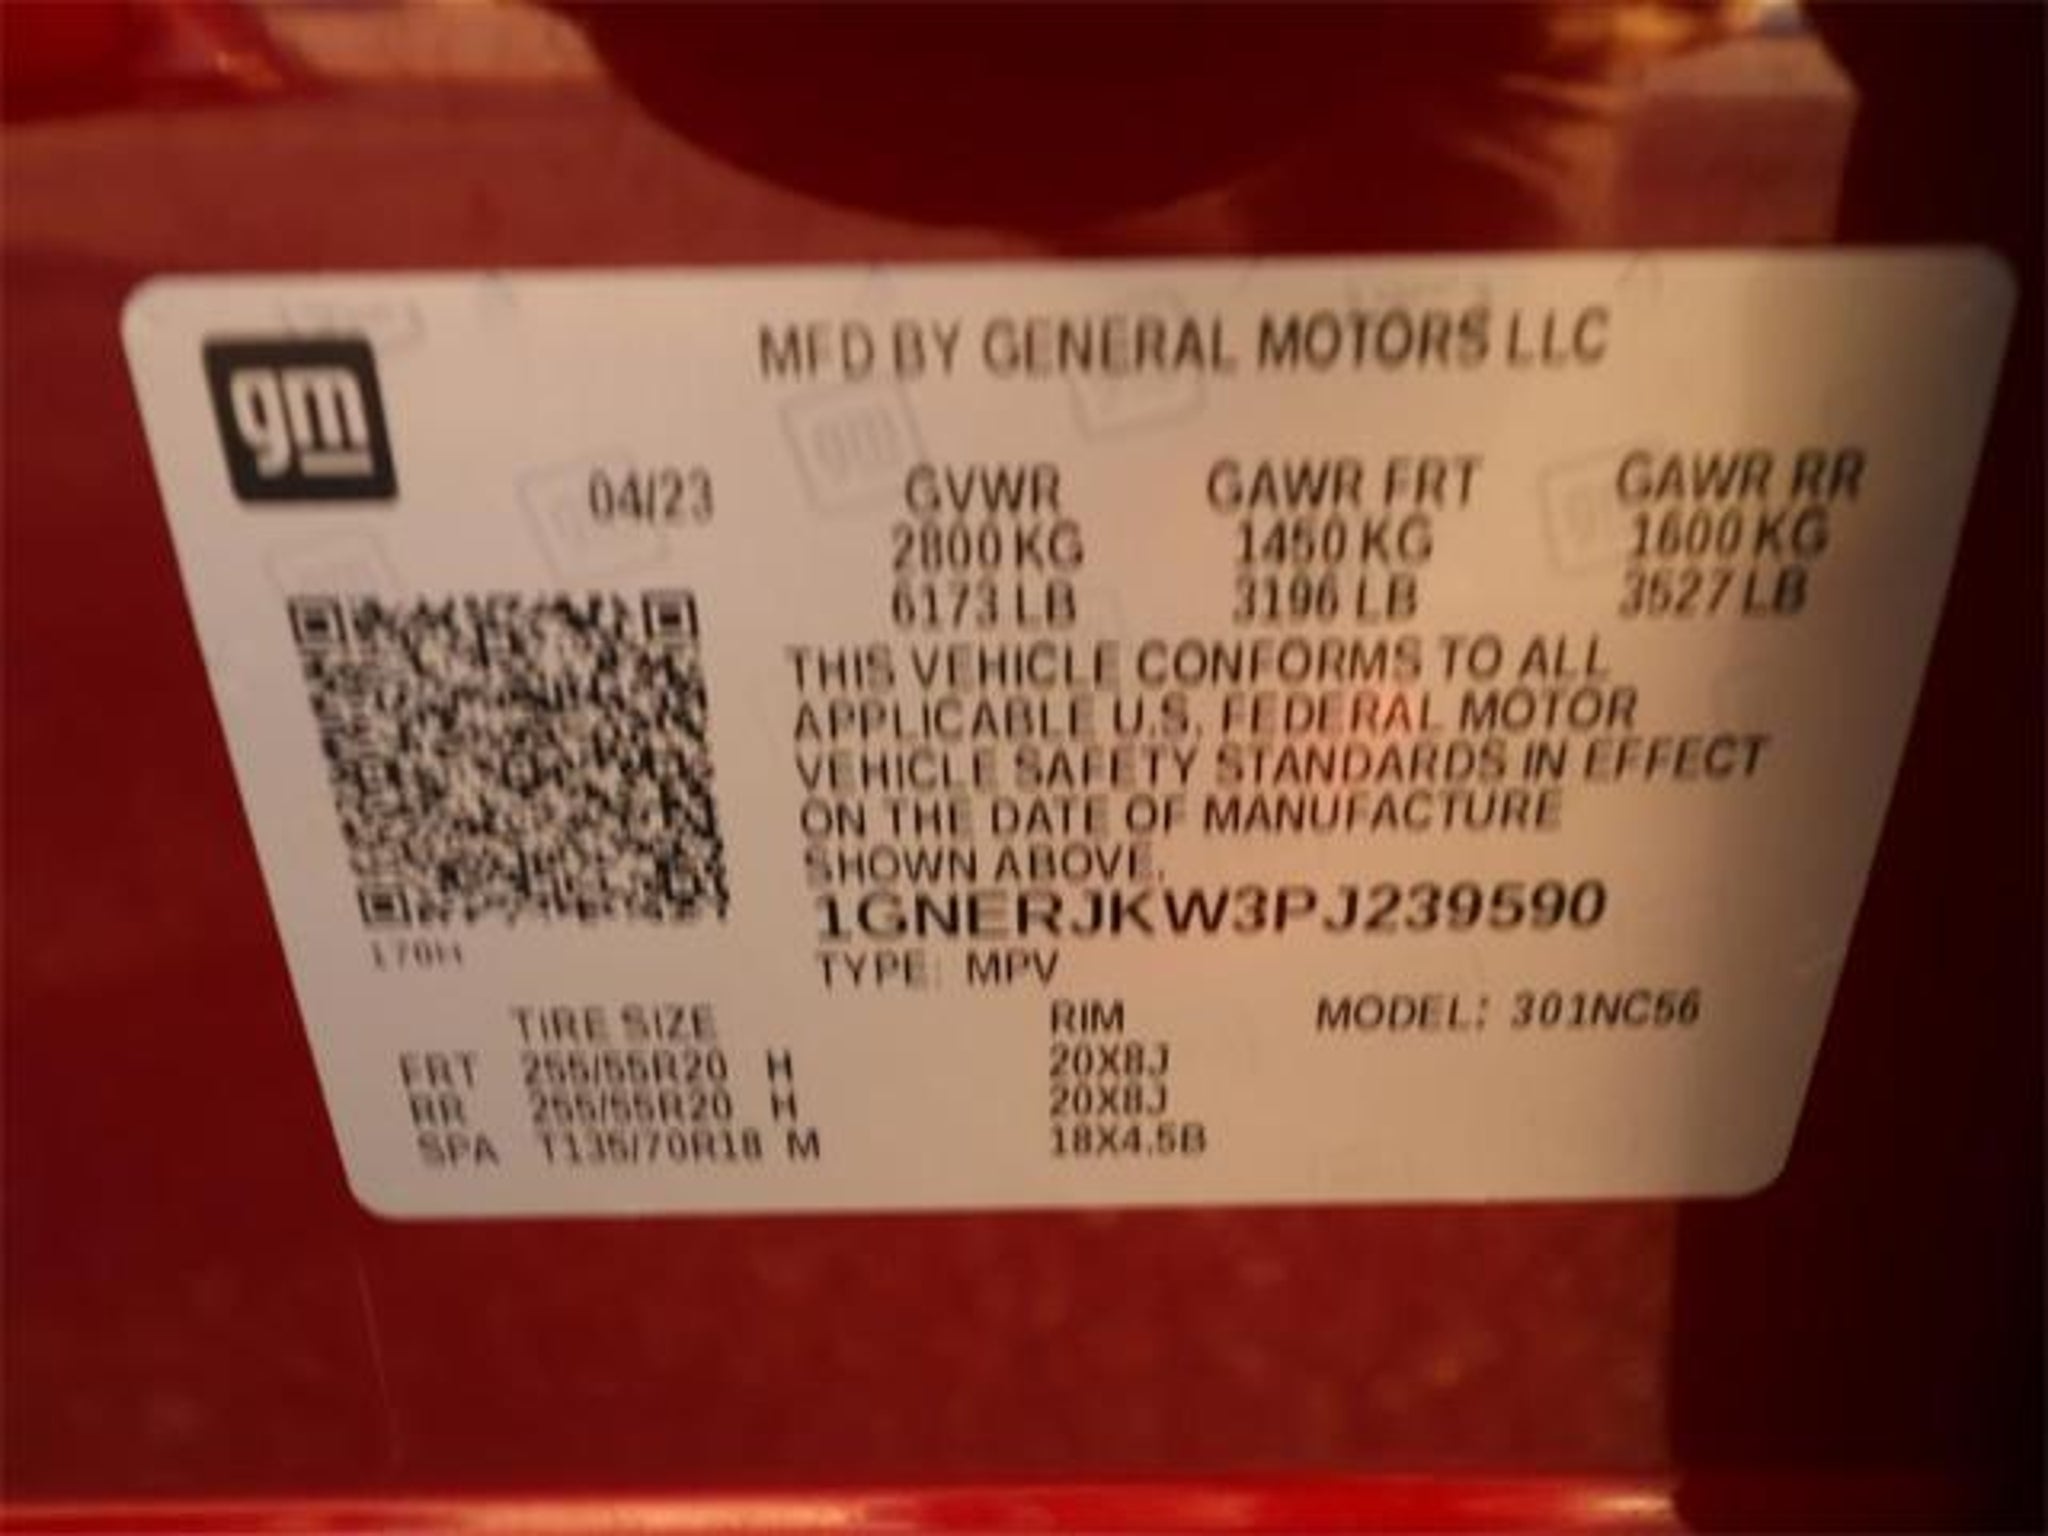 MFD BY GENERAL MOTORS LLC
gm
04/23
GVWR GAWR FRT GAWR RR
2800 KG 1450 KG 1600 KG
6173 LB 3196 LB 3527 LB
THIS VEHICLE CONFORMS TO ALL
APPLICABLE U.S. FEDERAL MOTOR
VEHICLE SAFETY STANDARDS IN EFFECT
ON THE DATE OF MANUFACTURE
SHOWN ABOVE.
1GNERJKW3PJ239590
TYPE: MPV
MODEL: 301NC56
TIRE SIZE RIM
FRT 255/55R20 H 20X8J
RR 255/55R20 H 20X8J
SPA T135/70R18 M 18X4.5B